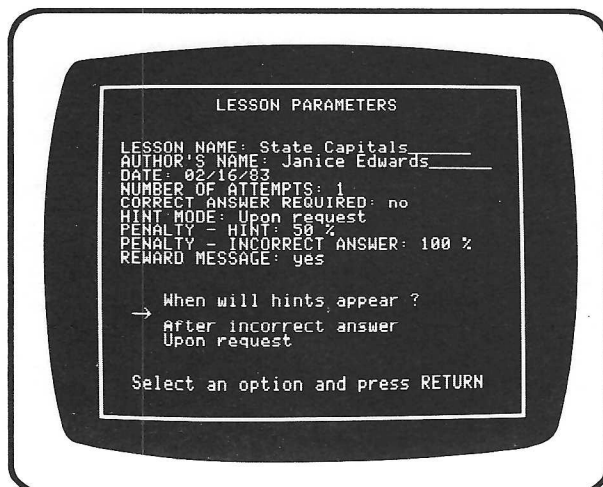 LESSON PARAMETERS
LESSON NAME: State Capitals______
AUTHOR'S NAME: Janice Edwards______
DATE: 02/16/83
NUMBER OF ATTEMPTS: 1
CORRECT ANSWER REQUIRED: no
HINT MODE: Upon request
PENALTY - HINT: 50 %
PENALTY - INCORRECT ANSWER: 100 %
REWARD MESSAGE: yes
When will hints appear ?
→
After incorrect answer
Upon request
Select an option and press RETURN